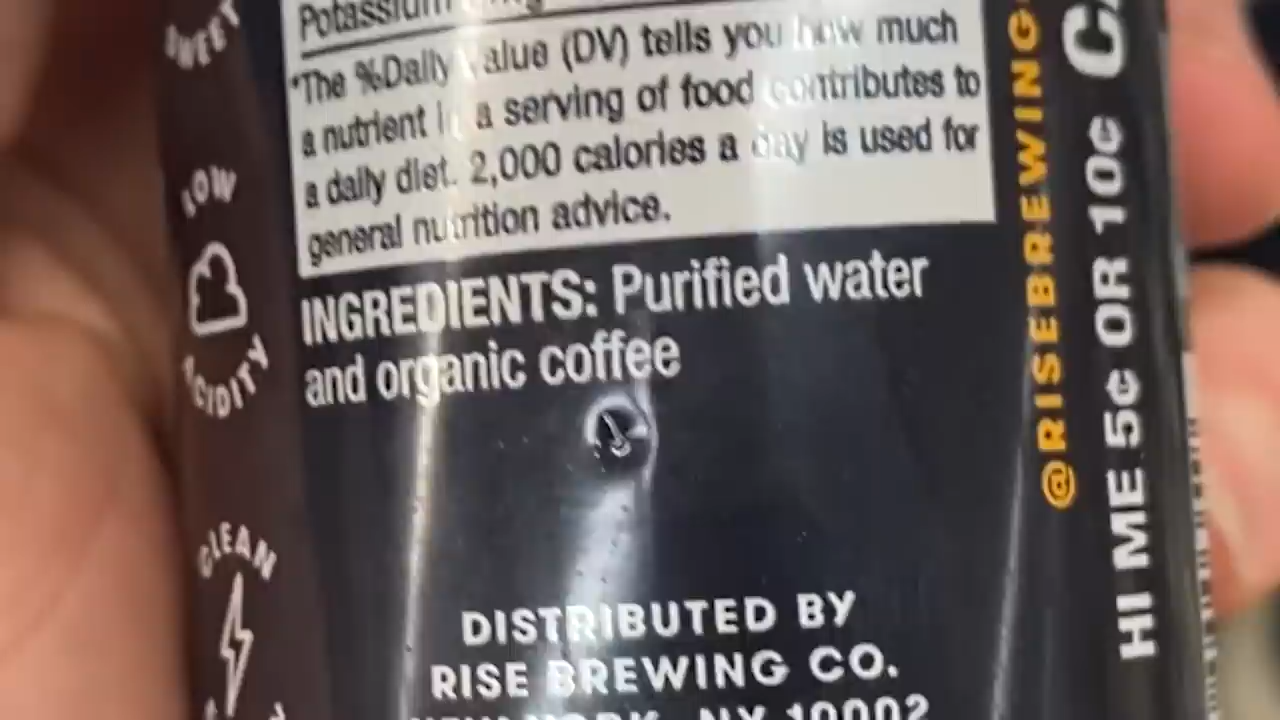 SWEET
LOW
ACIDITY
CLEAN
Potassium
*The %Daily Value (DV) tells you how much
a nutrient in a serving of food contributes to
a daily diet. 2,000 calories a day is used for
general nutrition advice.
INGREDIENTS: Purified water
and organic coffee
DISTRIBUTED BY
RISE BREWING CO.
NEW YORK, NY 10002
@RISEBREWING
HI ME 5¢ OR 10¢